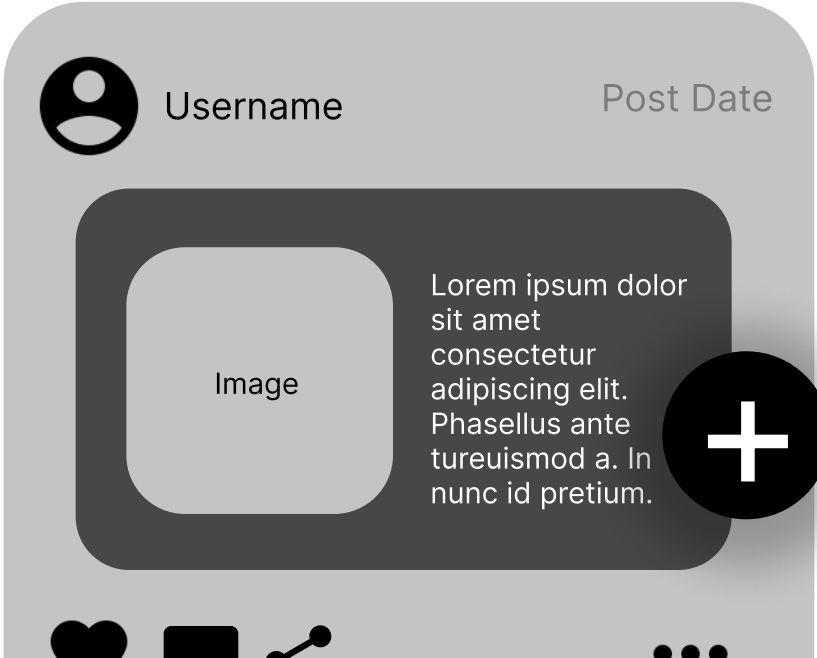 Username
Post Date
Image
Lorem ipsum dolor
sit amet
consectetur
adipiscing elit.
Phasellus ante
tureuismod a. In
nunc id pretium.